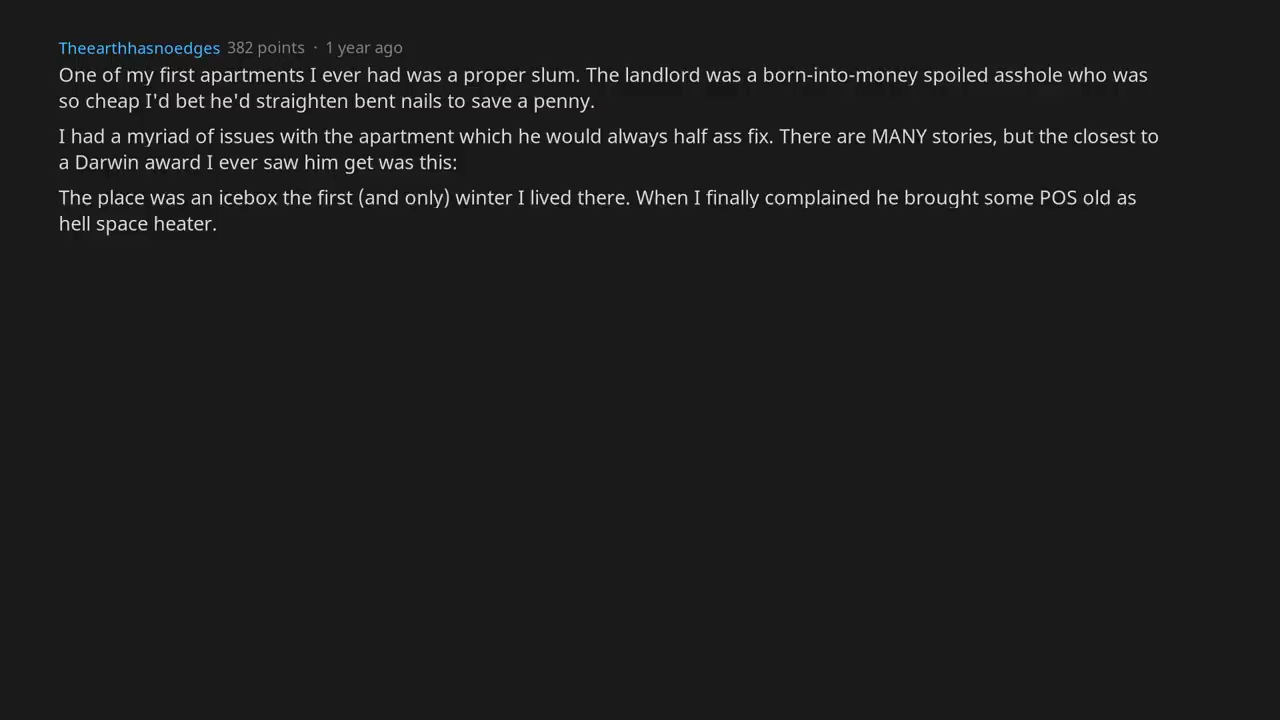 Theearthhasnoedges 382 points · 1 year ago
One of my first apartments I ever had was a proper slum. The landlord was a born-into-money spoiled asshole who was
so cheap I'd bet he'd straighten bent nails to save a penny.
I had a myriad of issues with the apartment which he would always half ass fix. There are MANY stories, but the closest to
a Darwin award I ever saw him get was this:
The place was an icebox the first (and only) winter I lived there. When I finally complained he brought some POS old as
hell space heater.